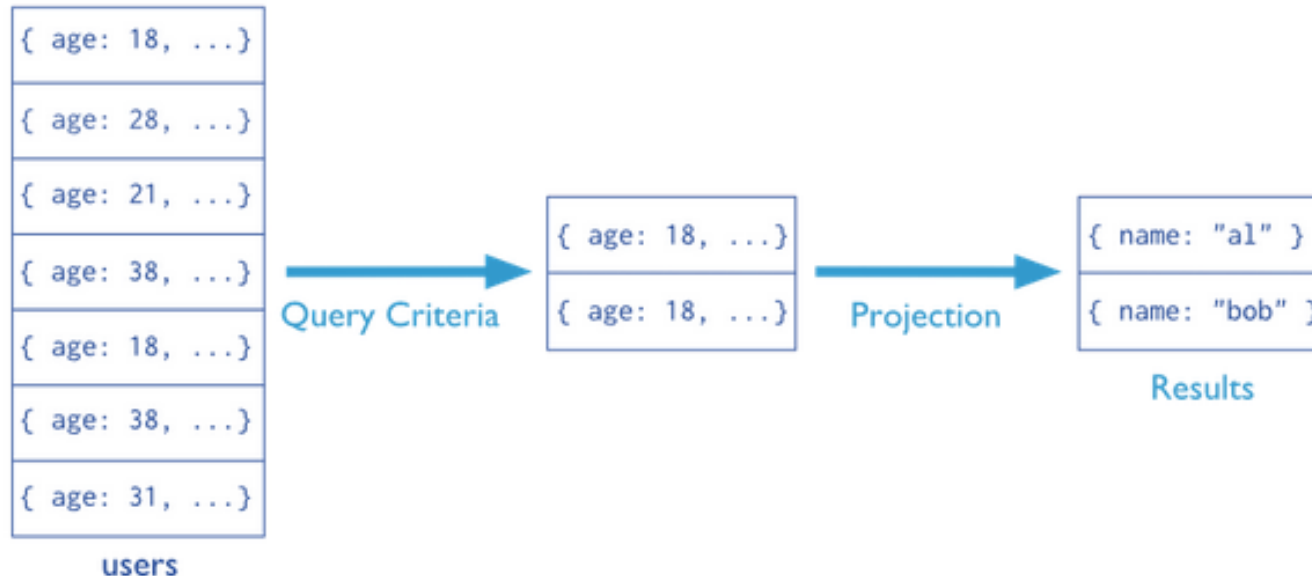 { age: 18, ...}
{ age: 28, ...}
{ age: 21, ...}
{ age: 38, ...}
{ age: 18, ...}
{ age: 38, ...}
{ age: 31, ...}
users
Query Criteria
{ age: 18, ...}
{ age: 18, ...}
Projection
{ name: "al" }
{ name: "bob" }
Results